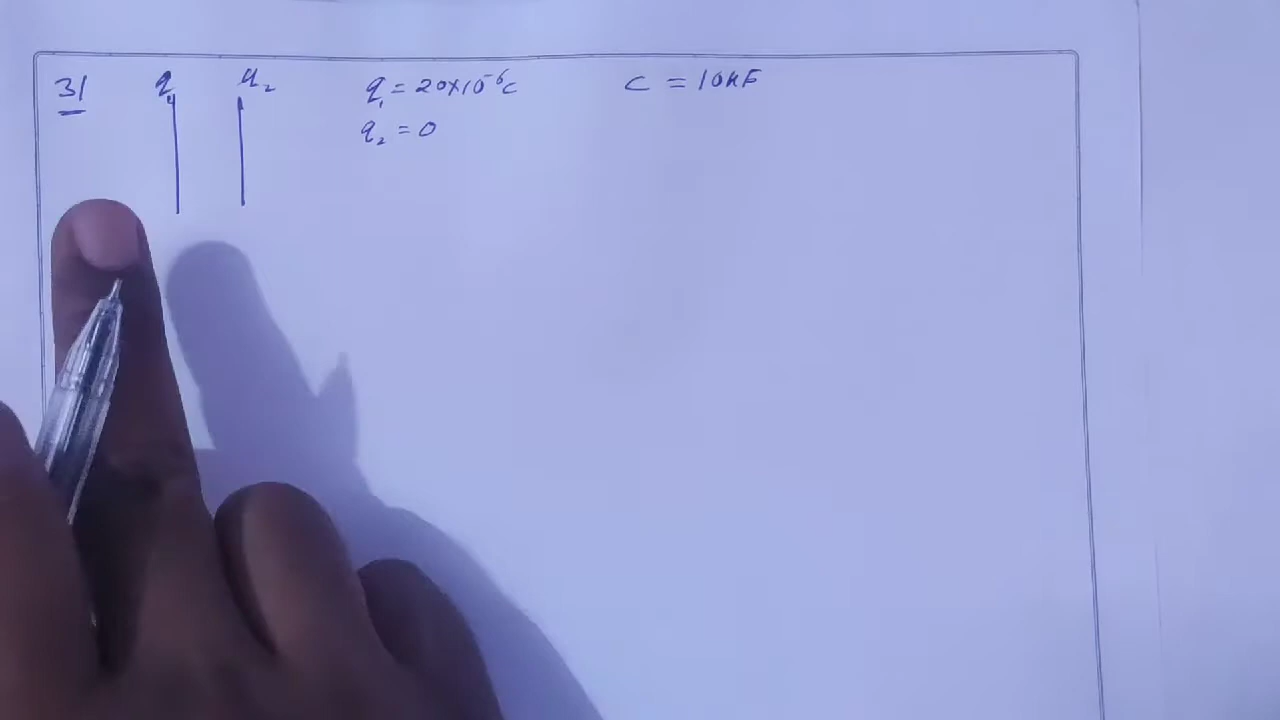 31 q₁ q₂ q₁ = 20×10⁻⁶C C = 10μF
q₂ = 0